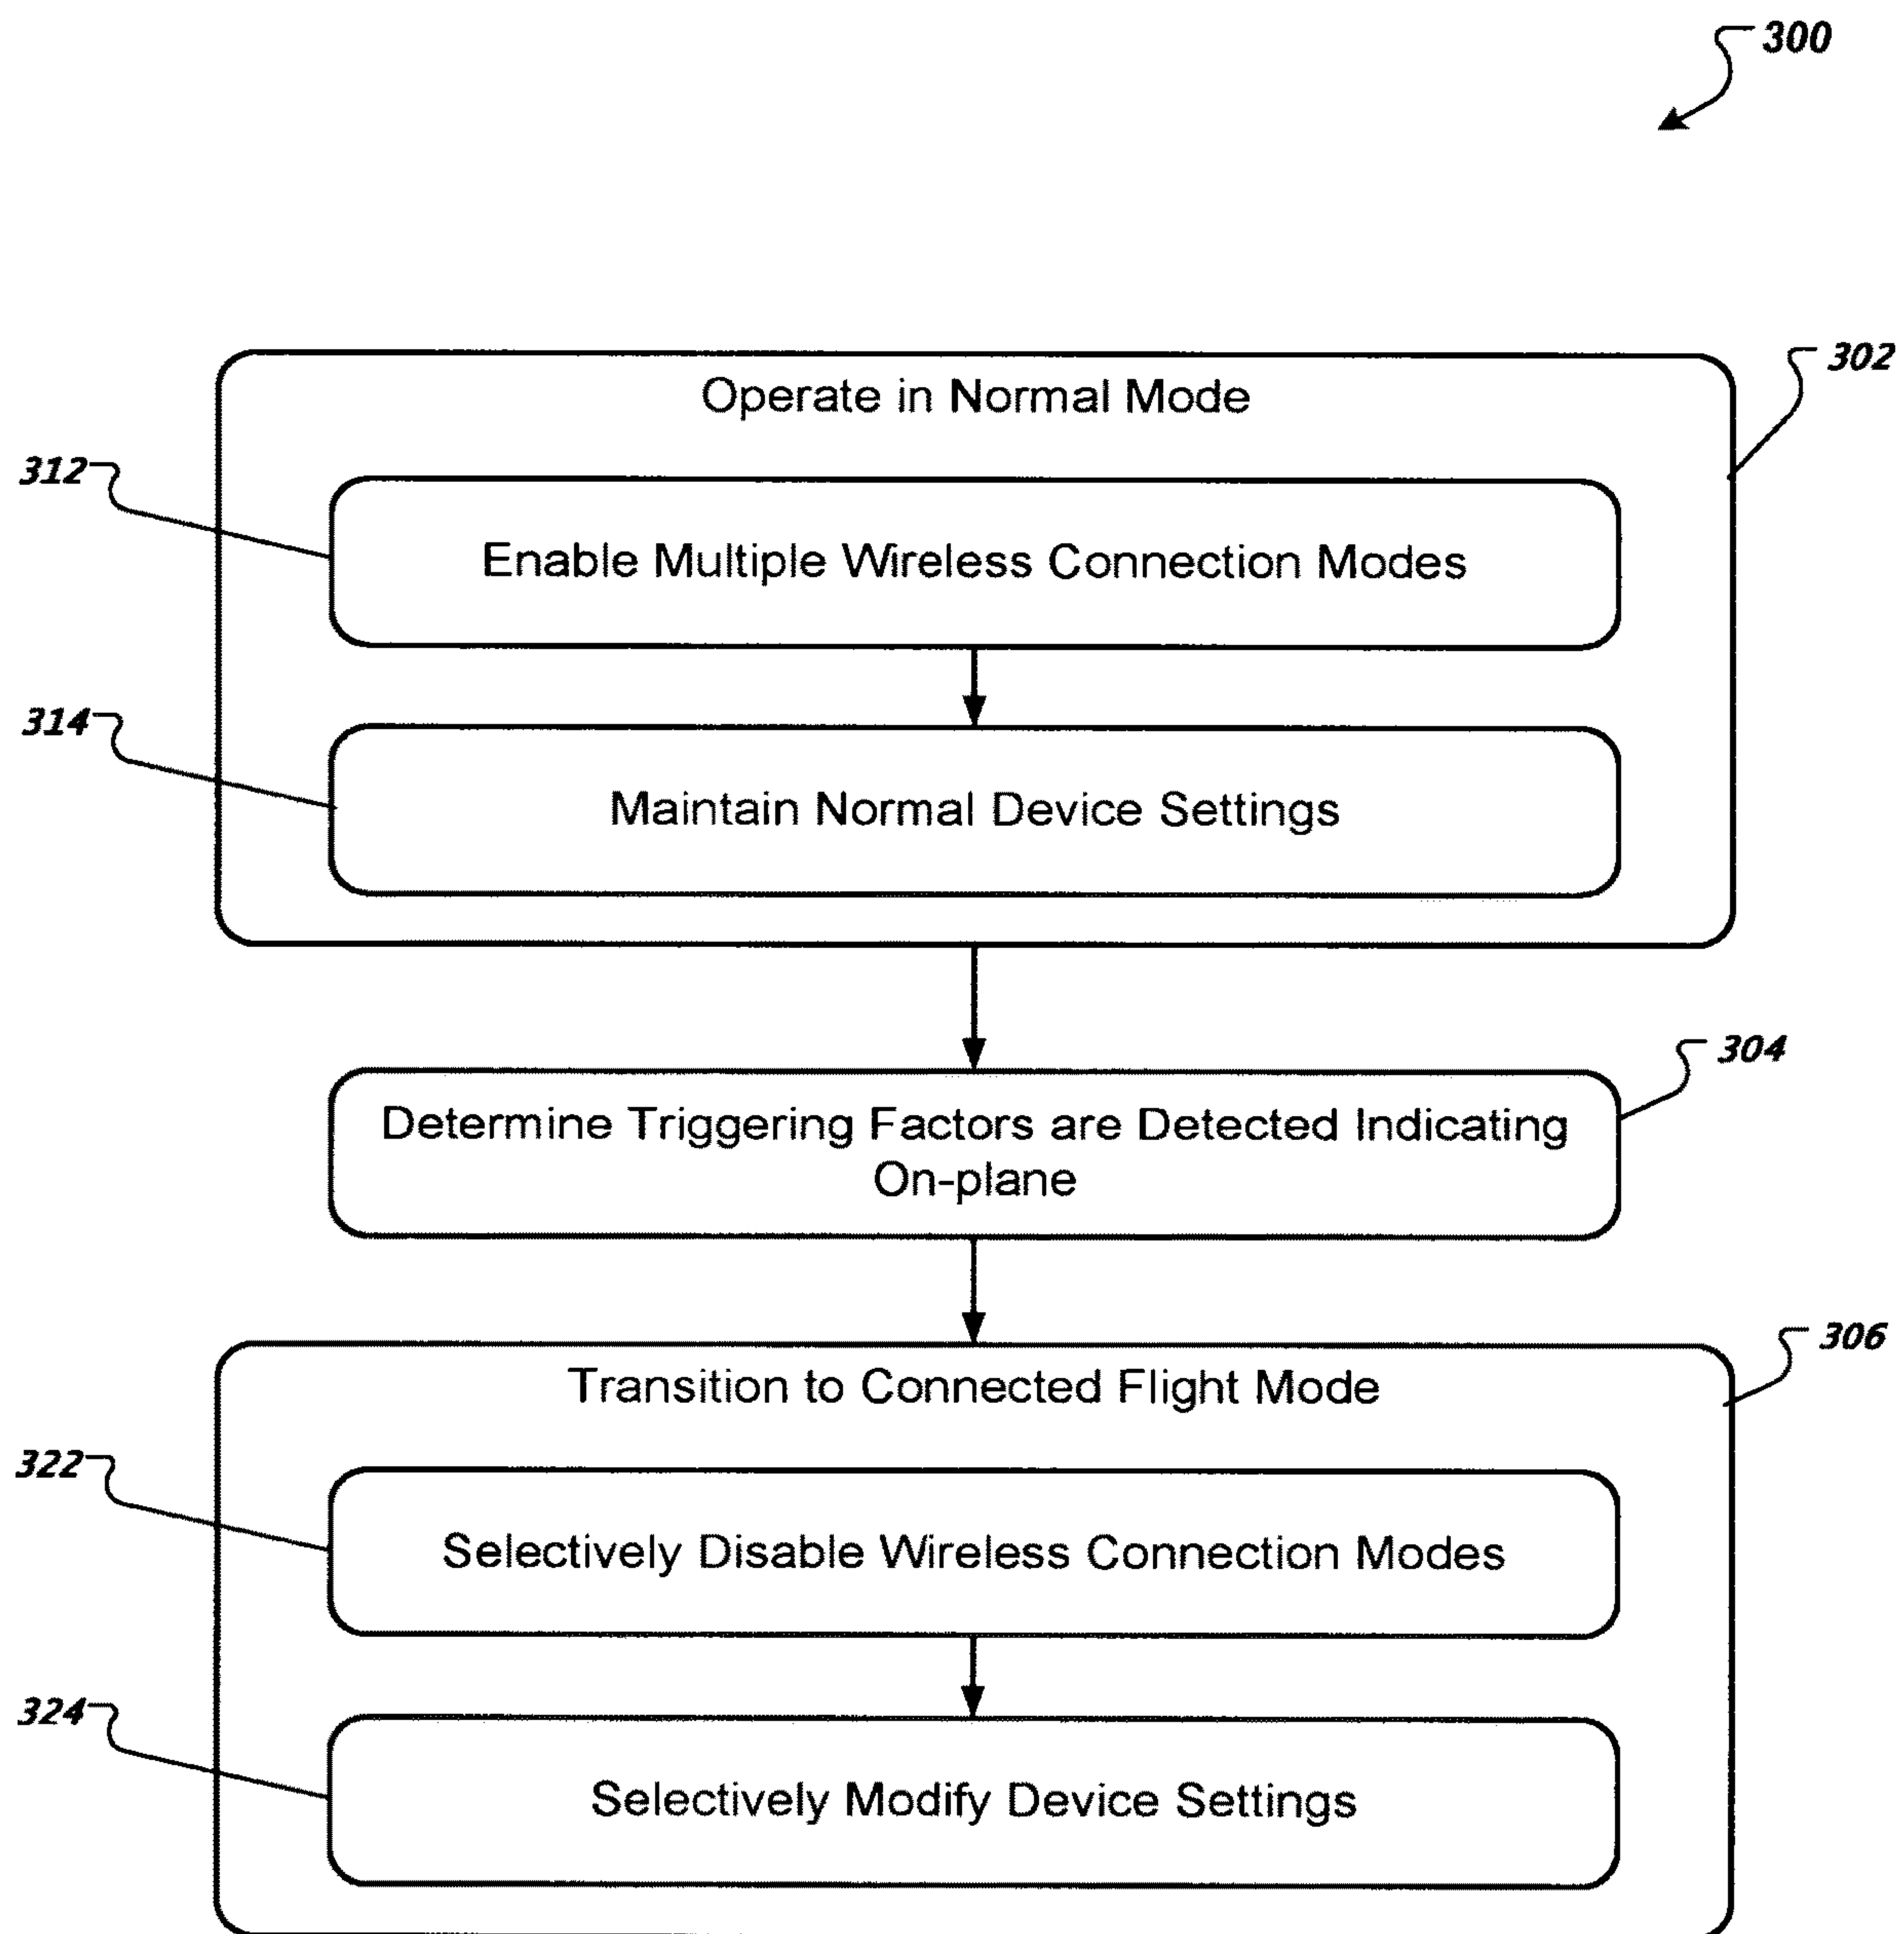 300
302
Operate in Normal Mode
312
Enable Multiple Wireless Connection Modes
314
Maintain Normal Device Settings
304
Determine Triggering Factors are Detected Indicating
On-plane
306
Transition to Connected Flight Mode
322
Selectively Disable Wireless Connection Modes
324
Selectively Modify Device Settings